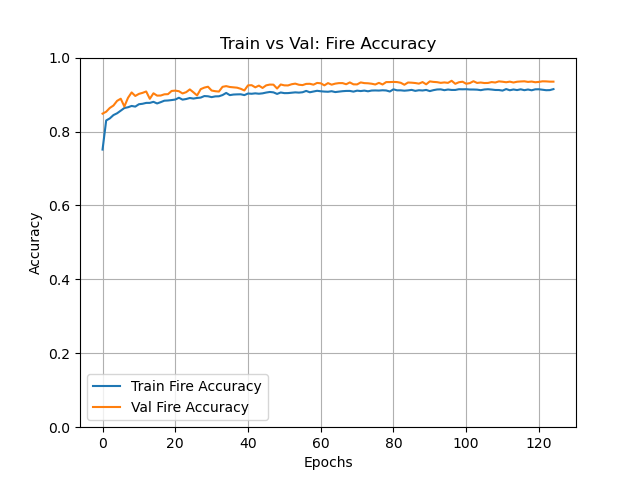 Train vs Val: Fire Accuracy
1.0
0.8
0.6
0.4
0.2
0.0
Accuracy
Train Fire Accuracy
Val Fire Accuracy
0 20 40 60 80 100 120
Epochs